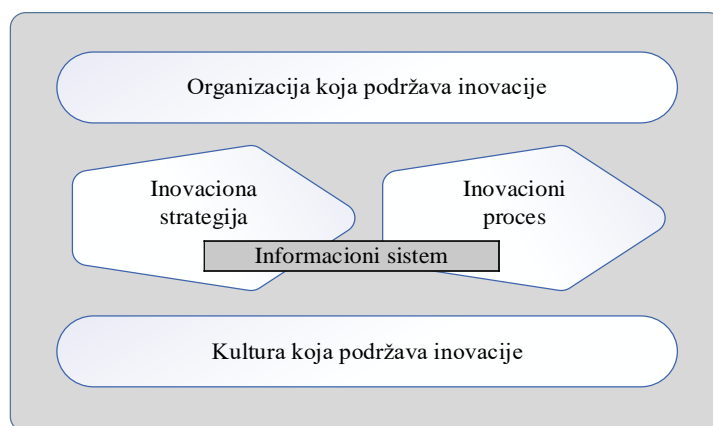 Organizacija koja podržava inovacije
Inovaciona
strategija
Inovacioni
proces
Informacioni sistem
Kultura koja podržava inovacije